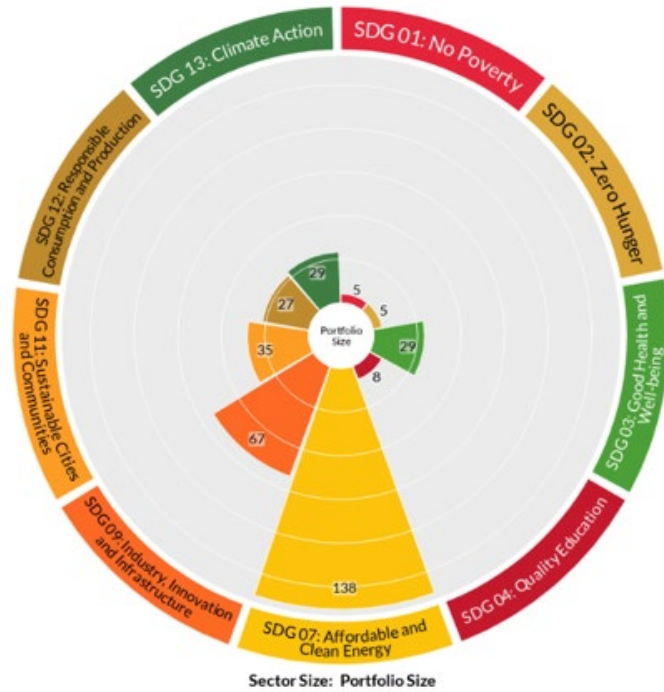 SDG 01: No Poverty
SDG 02: Zero Hunger
SDG 03: Good Health and
Well-being
SDG 04: Quality Education
SDG 07: Affordable and
Clean Energy
SDG 09: Industry, Innovation
and Infrastructure
SDG 11: Sustainable Cities
and Communities
SDG 12: Responsible
Consumption and Production
SDG 13: Climate Action
5
5
29
8
138
67
35
27
29
Portfolio
Size
Sector Size: Portfolio Size